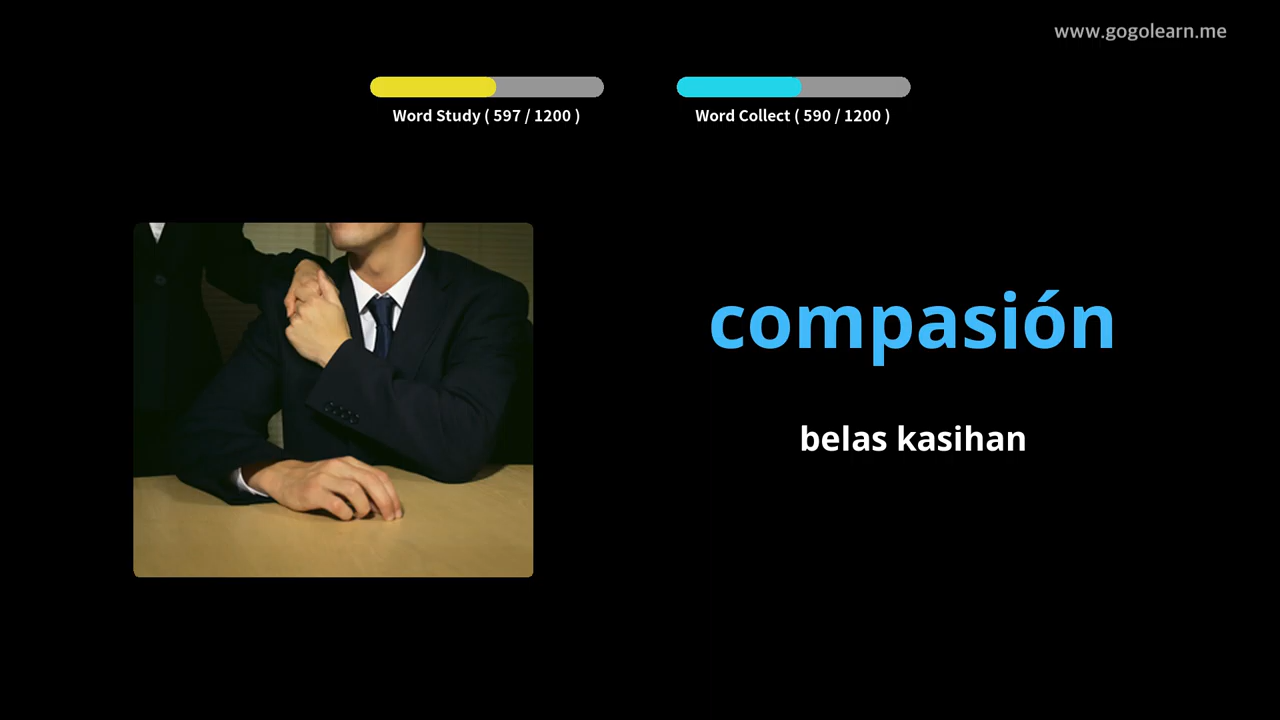 www.gogolearn.me
Word Study ( 597 / 1200 )
Word Collect ( 590 / 1200 )
compasión
belas kasihan